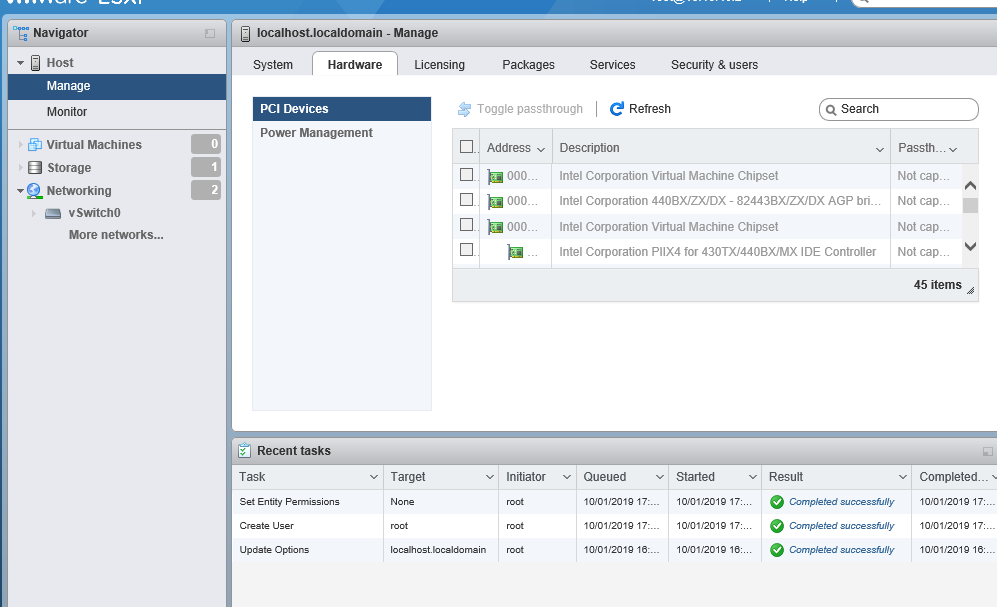 vmware ESXi
Navigator
Host
Manage
Monitor
Virtual Machines 0
Storage 1
Networking 2
vSwitch0
More networks...
localhost.localdomain - Manage
System Hardware Licensing Packages Services Security & users
PCI Devices
Power Management
Toggle passthrough Refresh Search
Address Description Passth...
000... Intel Corporation Virtual Machine Chipset Not cap...
000... Intel Corporation 440BX/ZX/DX - 82443BX/ZX/DX AGP bri... Not cap...
000... Intel Corporation Virtual Machine Chipset Not cap...
... Intel Corporation PIIX4 for 430TX/440BX/MX IDE Controller Not cap...
45 items
Recent tasks
Task Target Initiator Queued Started Result Completed...
Set Entity Permissions None root 10/01/2019 17:... 10/01/2019 17:... Completed successfully 10/01/2019 17:...
Create User root root 10/01/2019 17:... 10/01/2019 17:... Completed successfully 10/01/2019 17:...
Update Options localhost.localdomain root 10/01/2019 16:... 10/01/2019 16:... Completed successfully 10/01/2019 16:...